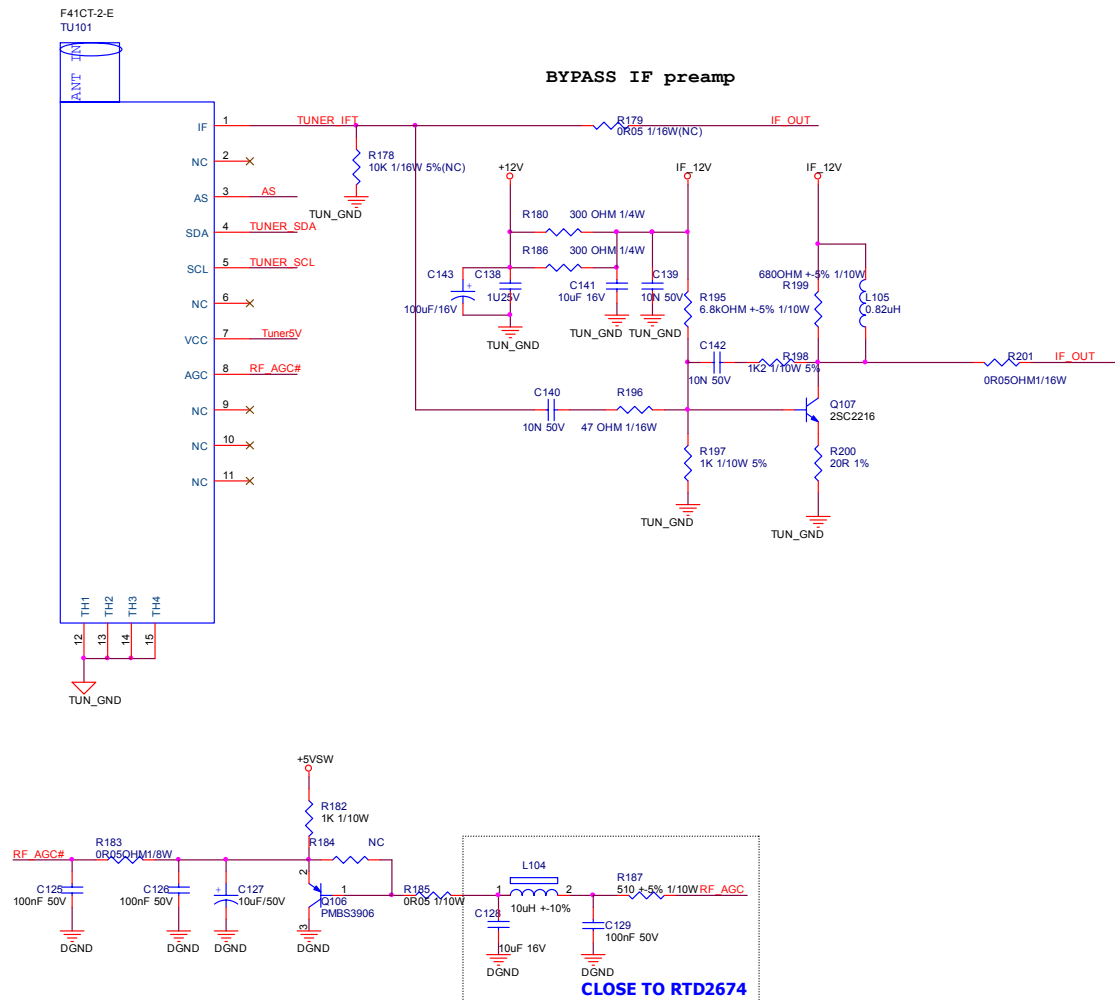 F41CT-2-E
TU101
ANT IN
BYPASS IF preamp
IF
1
TUNER_IFT
R179
0R05 1/16W(NC)
IF_OUT
NC
2
R178
10K 1/16W 5%(NC)
TUN_GND
AS
3
AS
SDA
4
TUNER_SDA
SCL
5
TUNER_SCL
NC
6
VCC
7
Tuner5V
AGC
8
RF_AGC#
NC
9
NC
10
NC
11
+12V
IF_12V
IF_12V
R180
300 OHM 1/4W
R186
300 OHM 1/4W
C143
100uF/16V
C138
1U25V
TUN_GND
C141
10uF 16V
TUN_GND
C139
10N 50V
TUN_GND
R195
6.8kOHM +-5% 1/10W
680OHM +-5% 1/10W
R199
L105
0.82uH
C142
10N 50V
R198
1K2 1/10W 5%
R201
0R05OHM1/16W
IF_OUT
C140
10N 50V
R196
47 OHM 1/16W
Q107
2SC2216
R197
1K 1/10W 5%
TUN_GND
R200
20R 1%
TUN_GND
TH1
TH2
TH3
TH4
12
13
14
15
TUN_GND
+5VSW
R182
1K 1/10W
RF_AGC#
R183
0R05OHM1/8W
R184
NC
C125
100nF 50V
DGND
C126
100nF 50V
DGND
C127
10uF/50V
DGND
2
1
3
Q106
PMBS3906
DGND
R185
0R05 1/10W
L104
1
2
10uH +-10%
R187
510 +-5% 1/10W
RF_AGC
C128
10uF 16V
DGND
C129
100nF 50V
DGND
CLOSE TO RTD2674